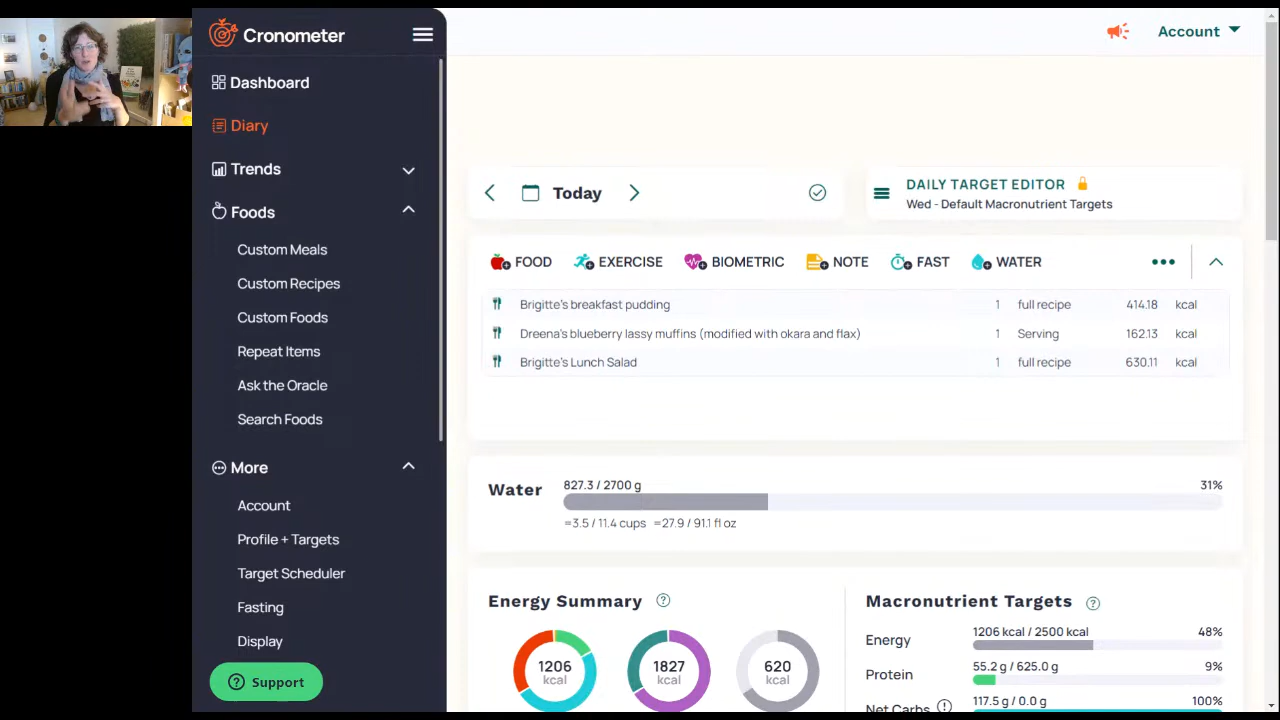 Cronometer
Account
Dashboard
Diary
Trends
Foods
Custom Meals
Custom Recipes
Custom Foods
Repeat Items
Ask the Oracle
Search Foods
More
Account
Profile + Targets
Target Scheduler
Fasting
Display
Support
Today
DAILY TARGET EDITOR
Wed - Default Macronutrient Targets
FOOD EXERCISE BIOMETRIC NOTE FAST WATER
Brigitte's breakfast pudding 1 full recipe 414.18 kcal
Dreena's blueberry lassy muffins (modified with okara and flax) 1 Serving 162.13 kcal
Brigitte's Lunch Salad 1 full recipe 630.11 kcal
Water
827.3 / 2700 g 31%
=3.5 / 11.4 cups =27.9 / 91.1 fl oz
Energy Summary
1206 kcal
1827 kcal
620 kcal
Macronutrient Targets
Energy 1206 kcal / 2500 kcal 48%
Protein 55.2 g / 625.0 g 9%
Net Carbs 117.5 g / 0.0 g 100%